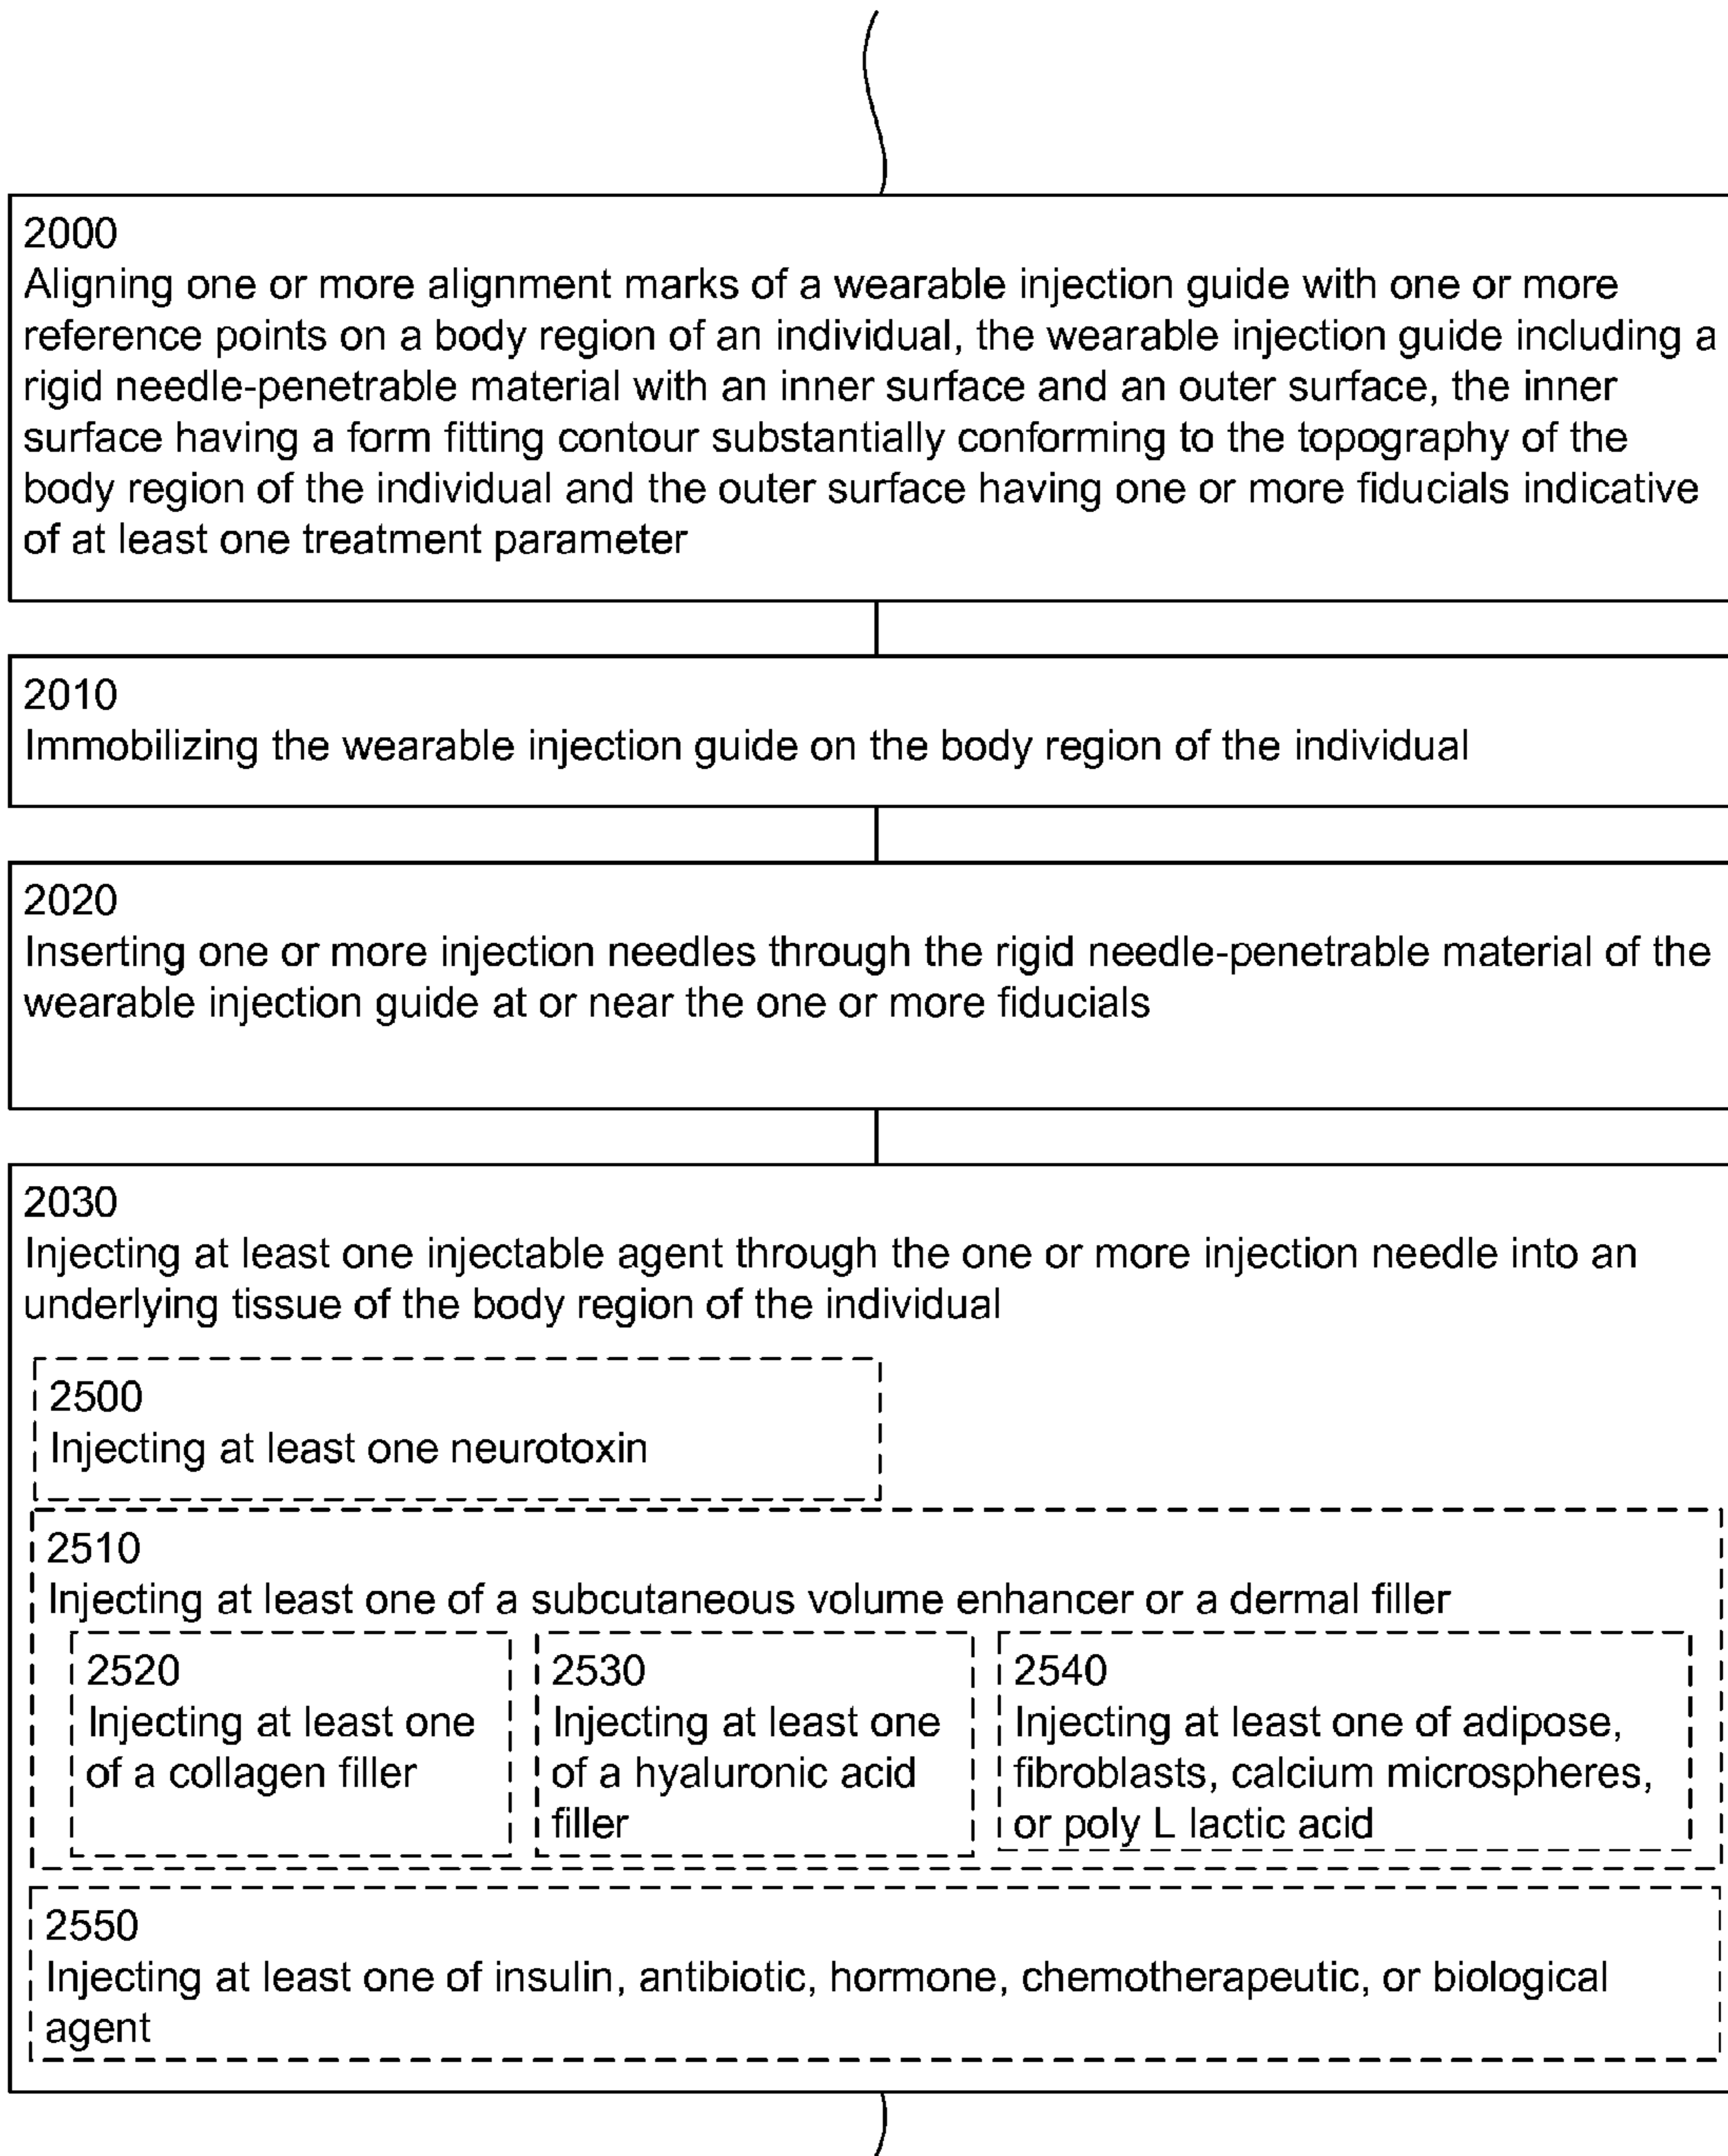 2000
Aligning one or more alignment marks of a wearable injection guide with one or more
reference points on a body region of an individual, the wearable injection guide including a
rigid needle-penetrable material with an inner surface and an outer surface, the inner
surface having a form fitting contour substantially conforming to the topography of the
body region of the individual and the outer surface having one or more fiducials indicative
of at least one treatment parameter
2010
Immobilizing the wearable injection guide on the body region of the individual
2020
Inserting one or more injection needles through the rigid needle-penetrable material of the
wearable injection guide at or near the one or more fiducials
2030
Injecting at least one injectable agent through the one or more injection needle into an
underlying tissue of the body region of the individual
2500
Injecting at least one neurotoxin
2510
Injecting at least one of a subcutaneous volume enhancer or a dermal filler
2520
Injecting at least one
of a collagen filler
2530
Injecting at least one
of a hyaluronic acid
filler
2540
Injecting at least one of adipose,
fibroblasts, calcium microspheres,
or poly L lactic acid
2550
Injecting at least one of insulin, antibiotic, hormone, chemotherapeutic, or biological
agent